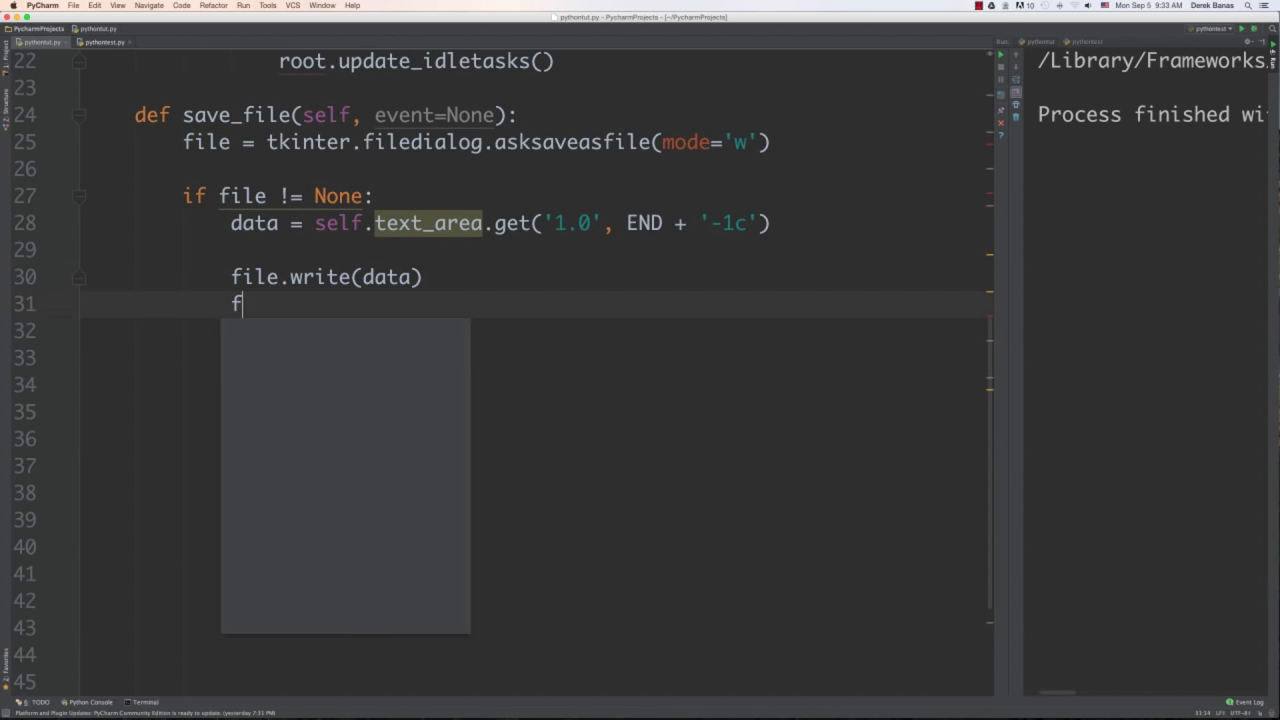 PyCharm File Edit View Navigate Code Refactor Run Tools VCS Window Help 10 Mon Sep 5 9:33 AM Derek Banas
pythontut.py - PycharmProjects - [~/PycharmProjects]
PycharmProjects pythontut.py pythontest
pythontut.py pythontest.py Run: pythontut pythontest
1: Project
7: Structure
2: Favorites
22 root.update_idletasks()
23
24 def save_file(self, event=None):
25 file = tkinter.filedialog.asksaveasfile(mode='w')
26
27 if file != None:
28 data = self.text_area.get('1.0', END + '-1c')
29
30 file.write(data)
31 f
32
33
34
35
36
37
38
39
40
41
42
43
44
45
/Library/Frameworks
Process finished wi
4: Run
6: TODO Python Console Terminal Event Log
Platform and Plugin Updates: PyCharm Community Edition is ready to update. (yesterday 7:31 PM) 31:14 LF÷ UTF-8÷